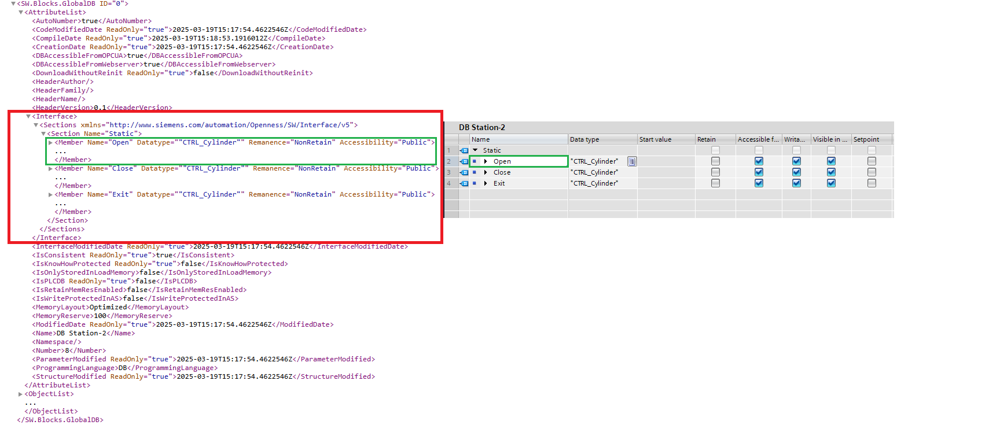 <SW.Blocks.GlobalDB ID="0">
<AttributeList>
<AutoNumber>true</AutoNumber>
<CodeModifiedDate ReadOnly="true">2025-03-19T15:17:54.4622546Z</CodeModifiedDate>
<CompileDate ReadOnly="true">2025-03-19T15:18:53.1916012Z</CompileDate>
<CreationDate ReadOnly="true">2025-03-19T15:17:54.4622546Z</CreationDate>
<DBAccessibleFromOPCUA>true</DBAccessibleFromOPCUA>
<DBAccessibleFromWebserver>true</DBAccessibleFromWebserver>
<DownloadWithoutReinit ReadOnly="true">false</DownloadWithoutReinit>
<HeaderAuthor/>
<HeaderFamily/>
<HeaderName/>
<HeaderVersion>0.1</HeaderVersion>
<Interface>
<Sections xmlns="http://www.siemens.com/automation/Openness/SW/Interface/v5">
<Section Name="Static">
<Member Name="Open" Datatype=""CTRL_Cylinder"" Remanence="NonRetain" Accessibility="Public">
...
</Member>
<Member Name="Close" Datatype=""CTRL_Cylinder"" Remanence="NonRetain" Accessibility="Public">
...
</Member>
<Member Name="Exit" Datatype=""CTRL_Cylinder"" Remanence="NonRetain" Accessibility="Public">
...
</Member>
</Section>
</Sections>
</Interface>
<InterfaceModifiedDate ReadOnly="true">2025-03-19T15:17:54.4622546Z</InterfaceModifiedDate>
<IsConsistent ReadOnly="true">true</IsConsistent>
<IsKnowHowProtected ReadOnly="true">false</IsKnowHowProtected>
<IsOnlyStoredInLoadMemory>false</IsOnlyStoredInLoadMemory>
<IsPLCDB ReadOnly="true">false</IsPLCDB>
<IsRetainMemResEnabled>false</IsRetainMemResEnabled>
<IsWriteProtectedInAS>false</IsWriteProtectedInAS>
<MemoryLayout>Optimized</MemoryLayout>
<MemoryReserve>100</MemoryReserve>
<ModifiedDate ReadOnly="true">2025-03-19T15:17:54.4622546Z</ModifiedDate>
<Name>DB Station-2</Name>
<Namespace/>
<Number>8</Number>
<ParameterModified ReadOnly="true">2025-03-19T15:17:54.4622546Z</ParameterModified>
<ProgrammingLanguage>DB</ProgrammingLanguage>
<StructureModified ReadOnly="true">2025-03-19T15:17:54.4622546Z</StructureModified>
</AttributeList>
<ObjectList>
...
</ObjectList>
</SW.Blocks.GlobalDB>
DB Station-2
Name Data type Start value Retain Accessible f... Writa... Visible in ... Setpoint
1 Static
2 Open "CTRL_Cylinder"
3 Close "CTRL_Cylinder"
4 Exit "CTRL_Cylinder"